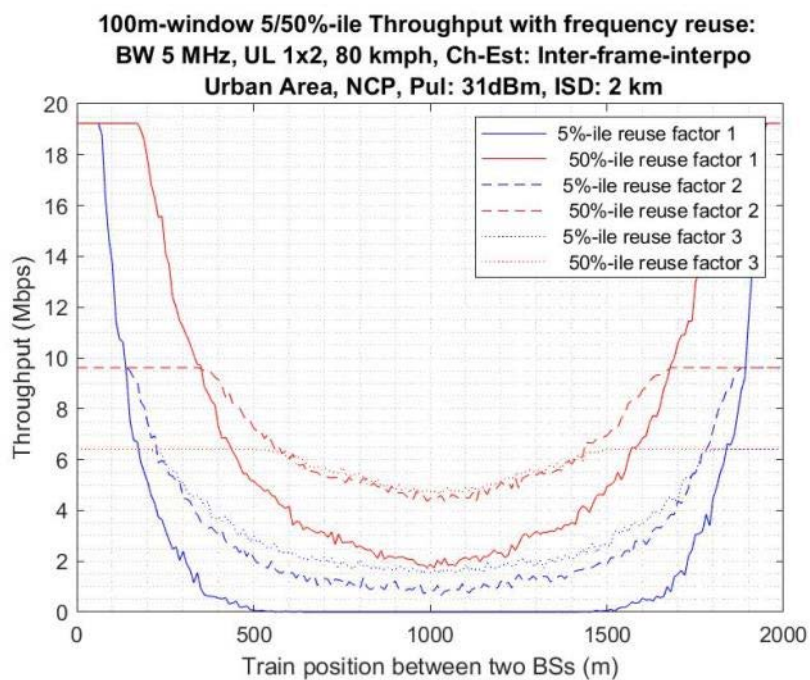 100m-window 5/50%-ile Throughput with frequency reuse:
BW 5 MHz, UL 1x2, 80 kmph, Ch-Est: Inter-frame-interpo
Urban Area, NCP, Pul: 31dBm, ISD: 2 km
20
18
16
14
12
10
8
6
4
2
0
Throughput (Mbps)
5%-ile reuse factor 1
50%-ile reuse factor 1
5%-ile reuse factor 2
50%-ile reuse factor 2
5%-ile reuse factor 3
50%-ile reuse factor 3
0 500 1000 1500 2000
Train position between two BSs (m)